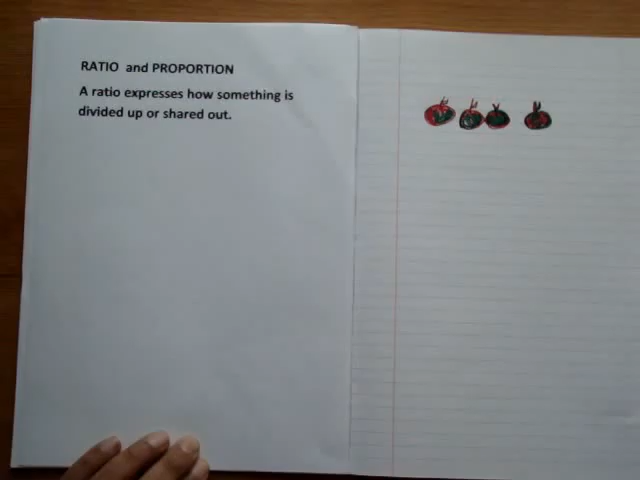 RATIO and PROPORTION
A ratio expresses how something is
divided up or shared out.